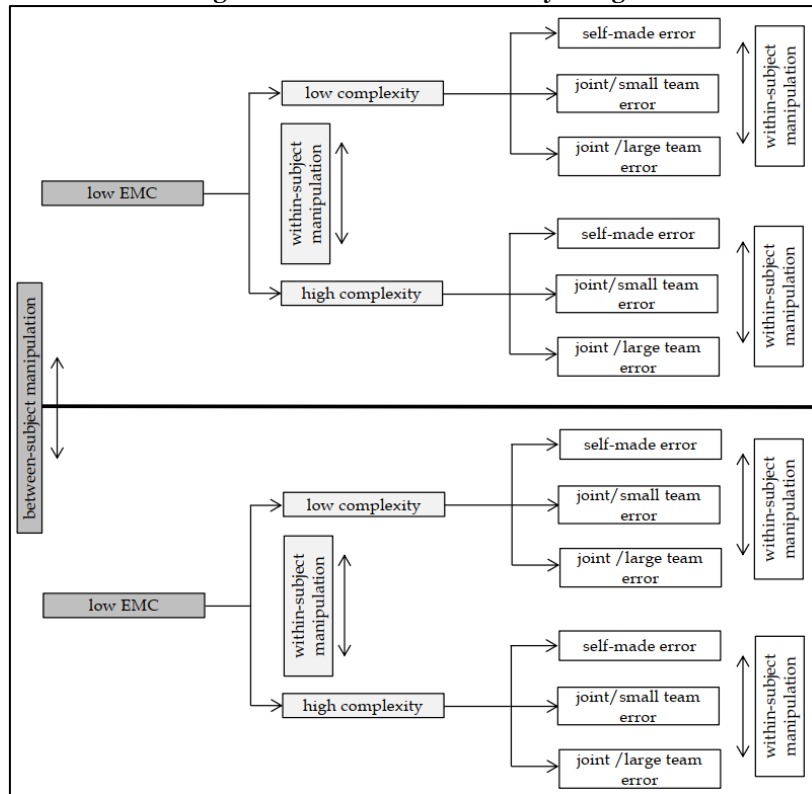 self-made error
joint/small team
error
joint /large team
error
within-subject
manipulation
low complexity
within-subject
manipulation
low EMC
high complexity
self-made error
joint/small team
error
joint /large team
error
within-subject
manipulation
between-subject manipulation
self-made error
joint/small team
error
joint /large team
error
within-subject
manipulation
low complexity
within-subject
manipulation
low EMC
high complexity
self-made error
joint/small team
error
joint /large team
error
within-subject
manipulation